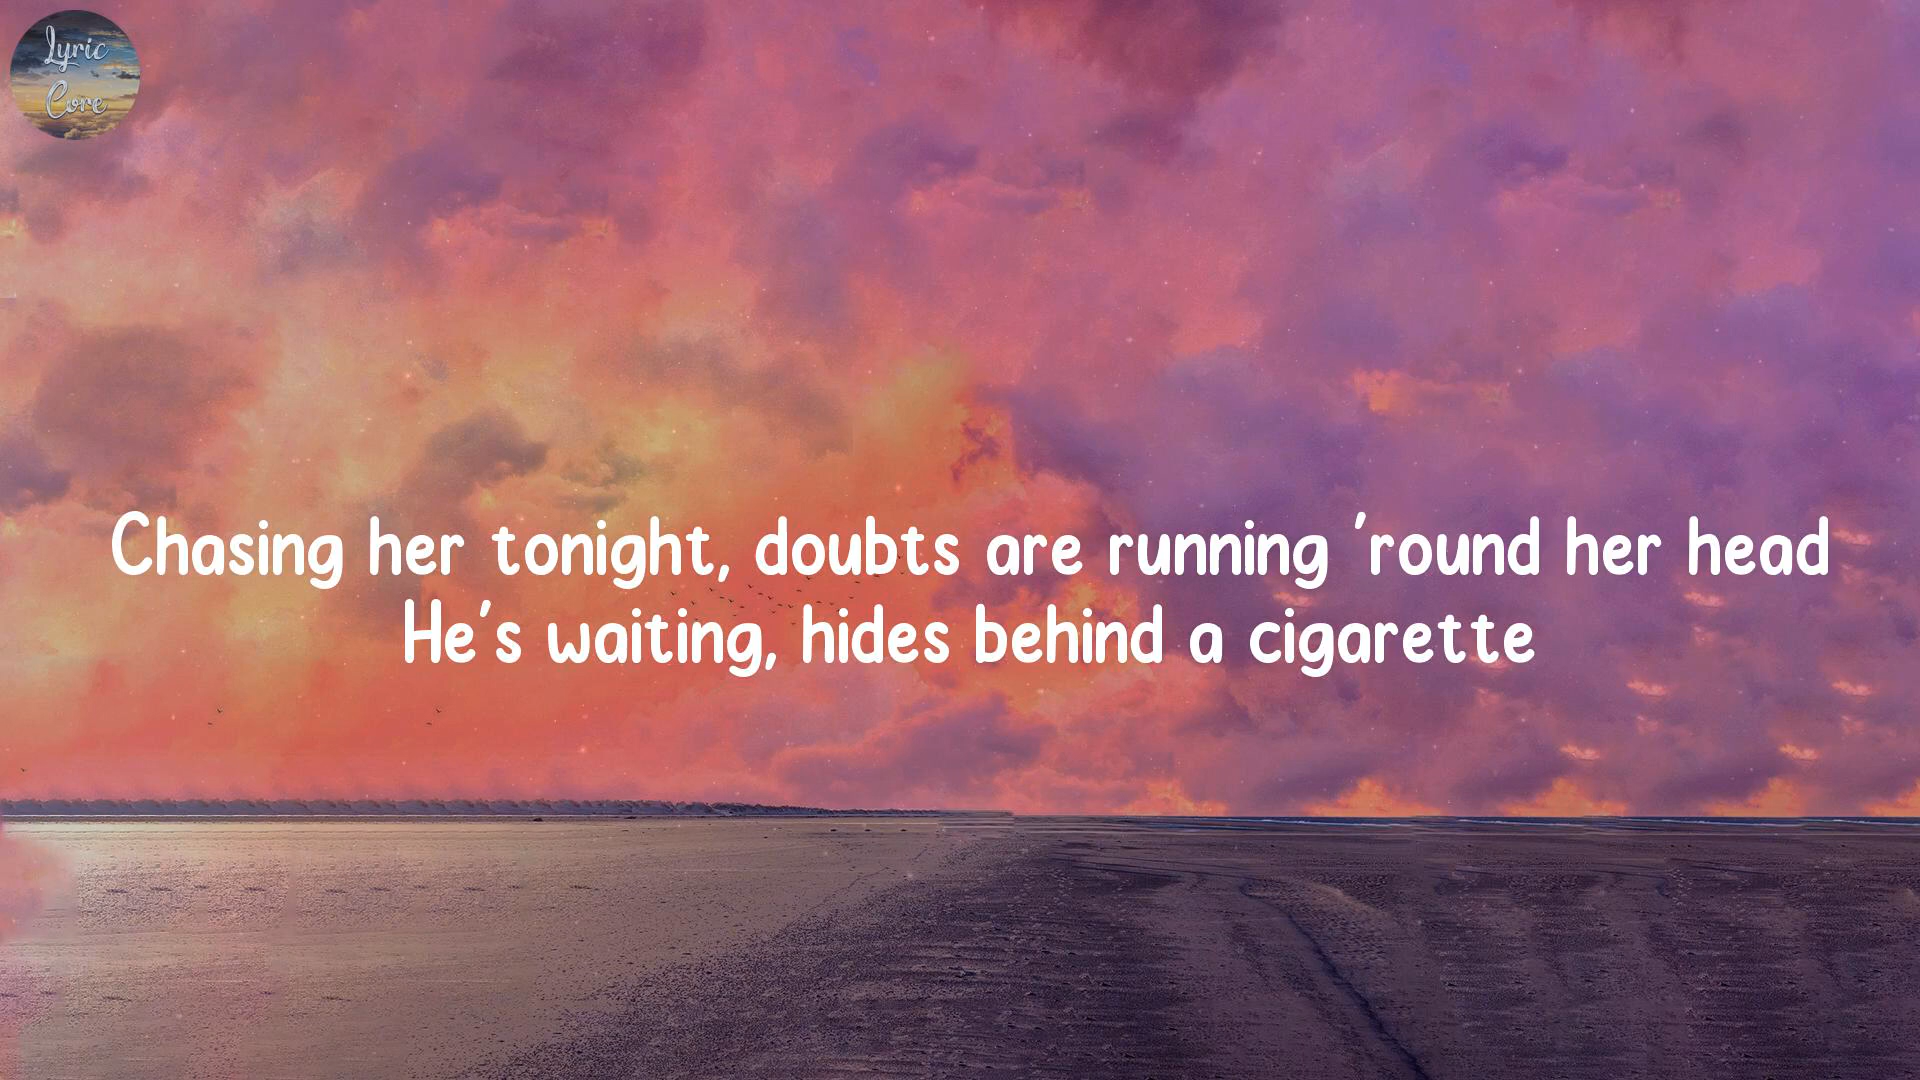 Lyric
Core
Chasing her tonight, doubts are running 'round her head
He's waiting, hides behind a cigarette